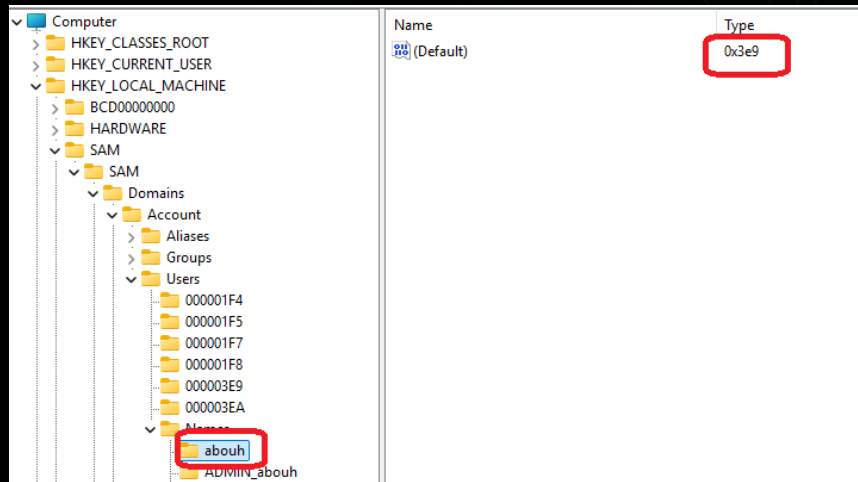 Computer
HKEY_CLASSES_ROOT
HKEY_CURRENT_USER
HKEY_LOCAL_MACHINE
BCD00000000
HARDWARE
SAM
SAM
Domains
Account
Aliases
Groups
Users
000001F4
000001F5
000001F7
000001F8
000003E9
000003EA
Names
abouh
ADMIN_abouh
Name Type
(Default) 0x3e9